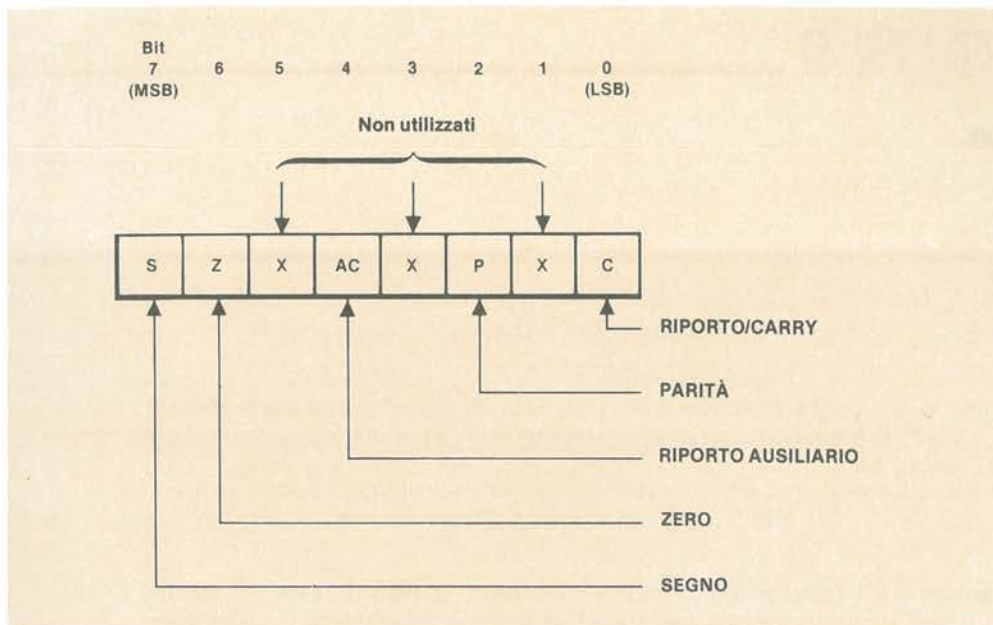 Bit
7 6 5 4 3 2 1 0
(MSB) (LSB)
Non utilizzati
S Z X AC X P X C
RIPORTO/CARRY
PARITÀ
RIPORTO AUSILIARIO
ZERO
SEGNO